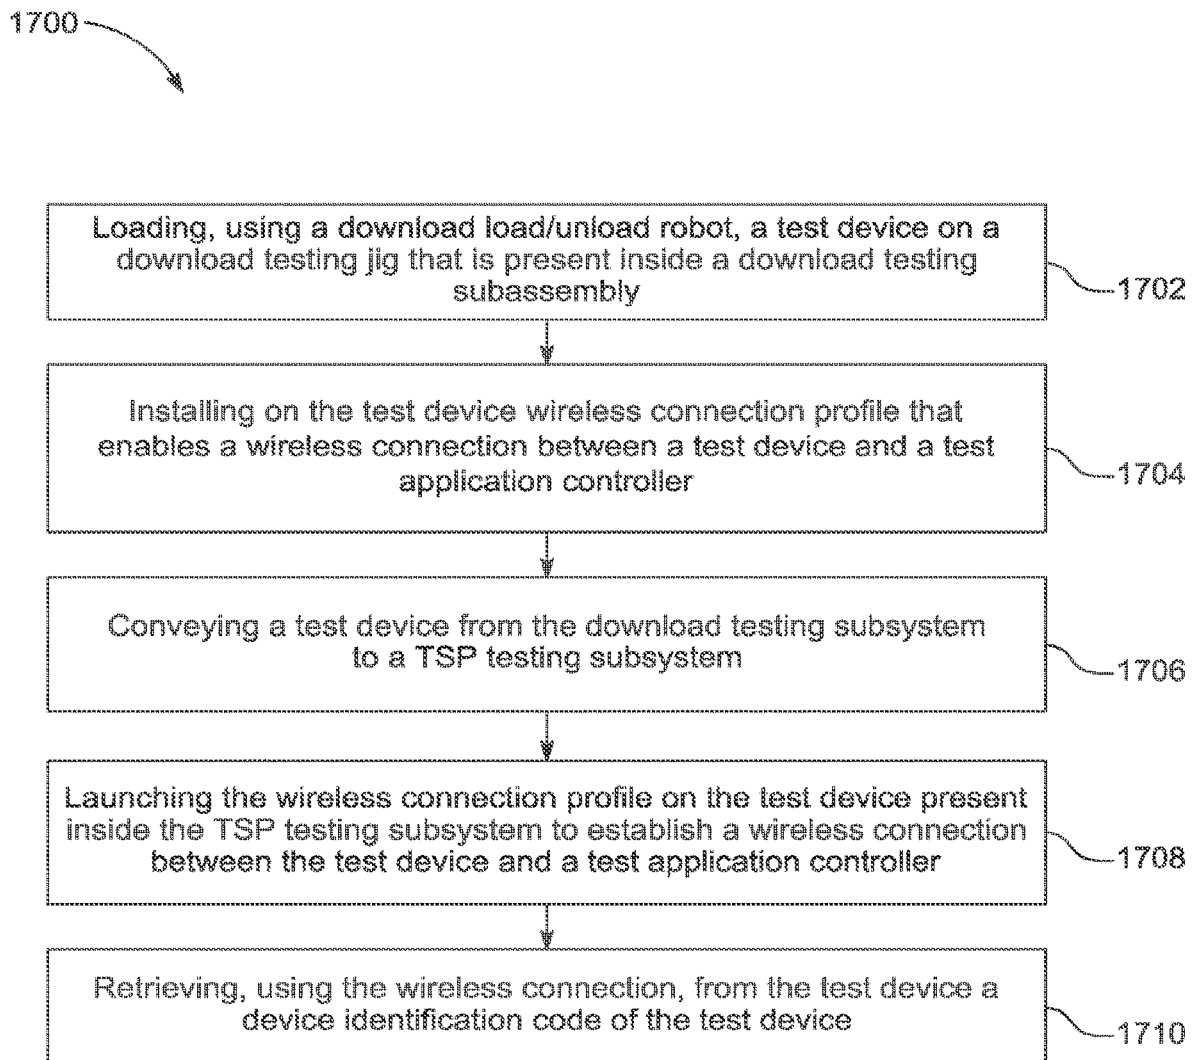 1700
Loading, using a download load/unload robot, a test device on a
download testing jig that is present inside a download testing
subassembly
1702
Installing on the test device wireless connection profile that
enables a wireless connection between a test device and a test
application controller
1704
Conveying a test device from the download testing subsystem
to a TSP testing subsystem
1706
Launching the wireless connection profile on the test device present
inside the TSP testing subsystem to establish a wireless connection
between the test device and a test application controller
1708
Retrieving, using the wireless connection, from the test device a
device identification code of the test device
1710